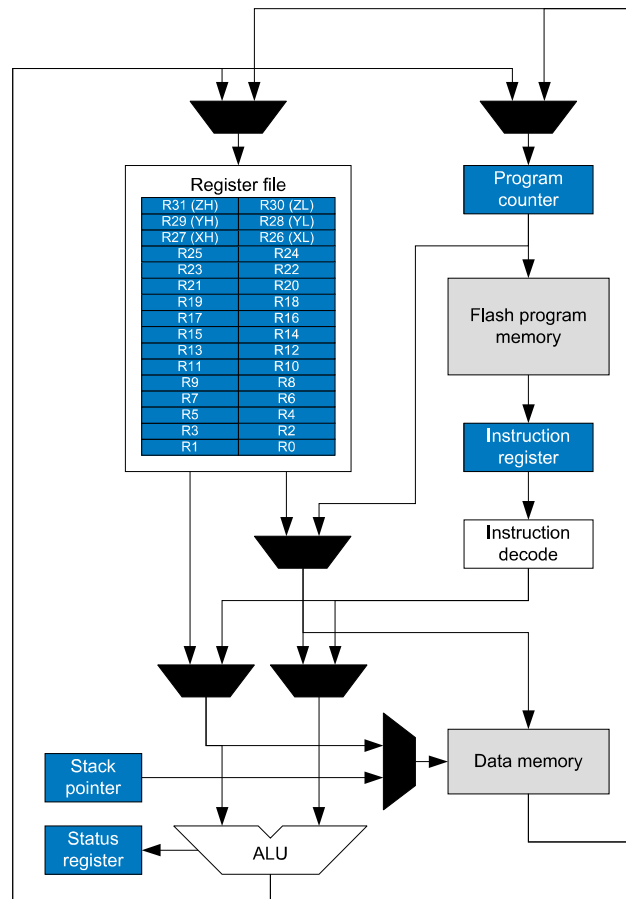 Register file
R31 (ZH) R30 (ZL)
R29 (YH) R28 (YL)
R27 (XH) R26 (XL)
R25 R24
R23 R22
R21 R20
R19 R18
R17 R16
R15 R14
R13 R12
R11 R10
R9 R8
R7 R6
R5 R4
R3 R2
R1 R0
Program
counter
Flash program
memory
Instruction
register
Instruction
decode
Stack
pointer
Data memory
Status
register
ALU